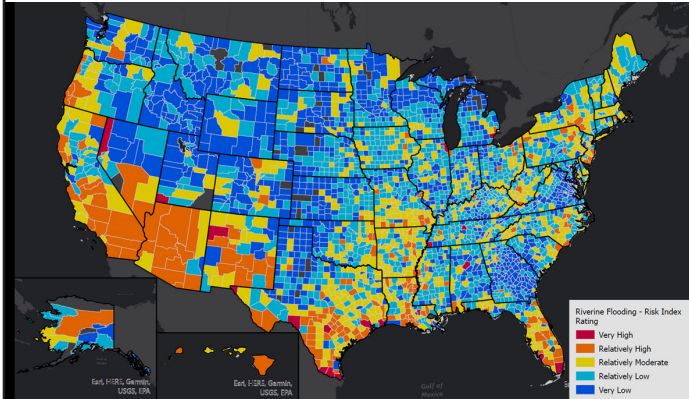 Riverine Flooding - Risk Index
Rating
Very High
Relatively High
Relatively Moderate
Relatively Low
Very Low
Esri, HERE, Garmin,
USGS, EPA
Esri, HERE, Garmin,
USGS, EPA
Gulf of
Mexico